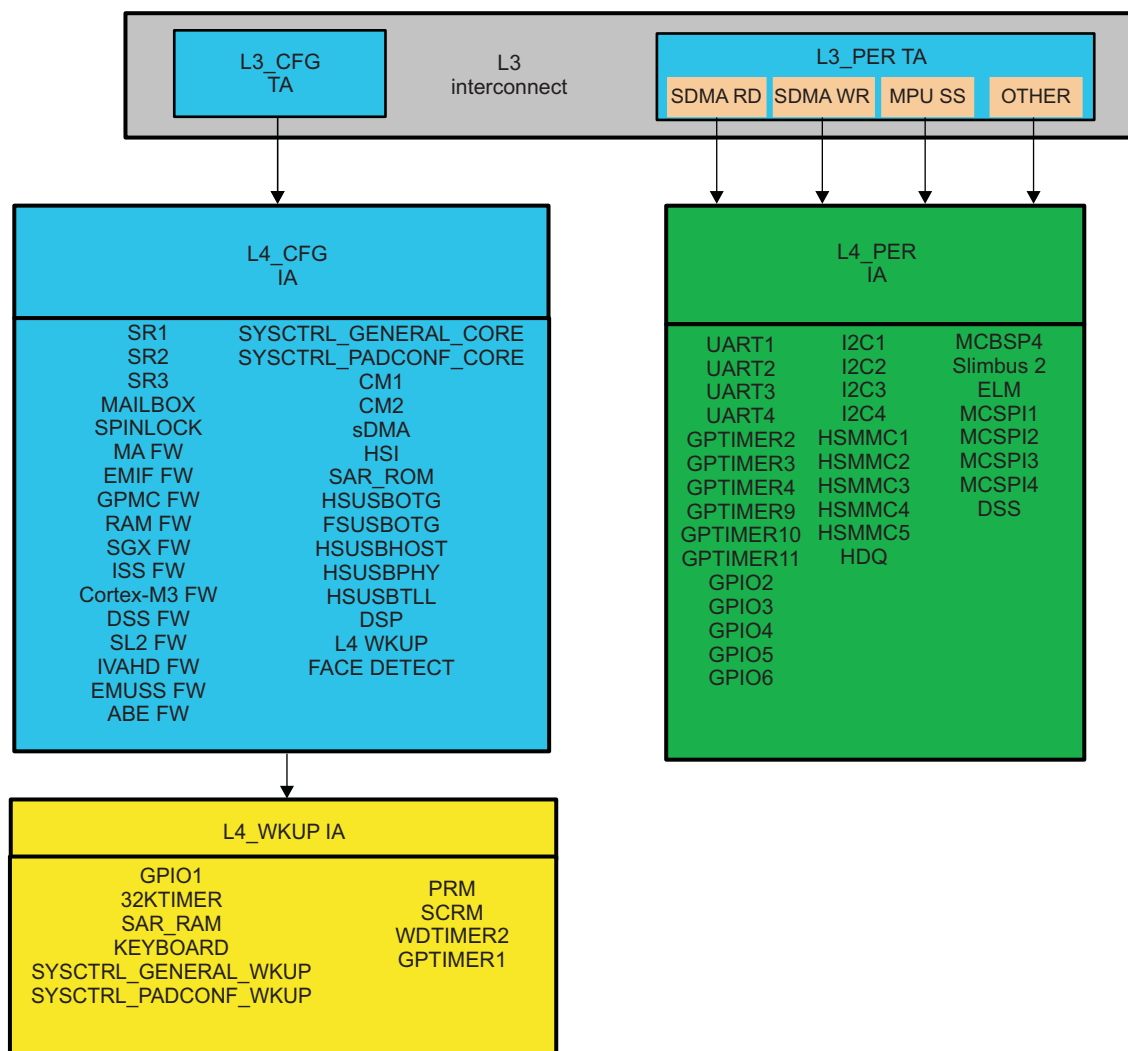 L3_CFG
TA
L3
interconnect
L3_PER TA
SDMA RD
SDMA WR
MPU SS
OTHER
L4_CFG
IA
SR1
SR2
SR3
MAILBOX
SPINLOCK
MA FW
EMIF FW
GPMC FW
RAM FW
SGX FW
ISS FW
Cortex-M3 FW
DSS FW
SL2 FW
IVAHD FW
EMUSS FW
ABE FW
SYSCTRL_GENERAL_CORE
SYSCTRL_PADCONF_CORE
CM1
CM2
sDMA
HSI
SAR_ROM
HSUSBOTG
FSUSBOTG
HSUSBHOST
HSUSBPHY
HSUSBTLL
DSP
L4 WKUP
FACE DETECT
L4_PER
IA
UART1
UART2
UART3
UART4
GPTIMER2
GPTIMER3
GPTIMER4
GPTIMER9
GPTIMER10
GPTIMER11
GPIO2
GPIO3
GPIO4
GPIO5
GPIO6
I2C1
I2C2
I2C3
I2C4
HSMMC1
HSMMC2
HSMMC3
HSMMC4
HSMMC5
HDQ
MCBSP4
Slimbus 2
ELM
MCSPI1
MCSPI2
MCSPI3
MCSPI4
DSS
L4_WKUP IA
GPIO1
32KTIMER
SAR_RAM
KEYBOARD
SYSCTRL_GENERAL_WKUP
SYSCTRL_PADCONF_WKUP
PRM
SCRM
WDTIMER2
GPTIMER1